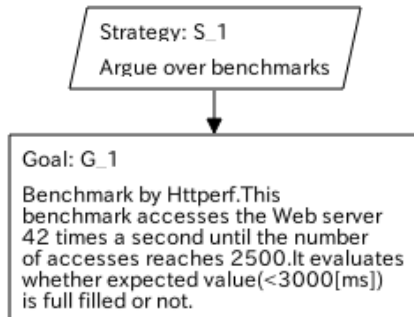 Strategy: S_1
Argue over benchmarks
Goal: G_1
Benchmark by Httperf.This
benchmark accesses the Web server
42 times a second until the number
of accesses reaches 2500.It evaluates
whether expected value(<3000[ms])
is full filled or not.